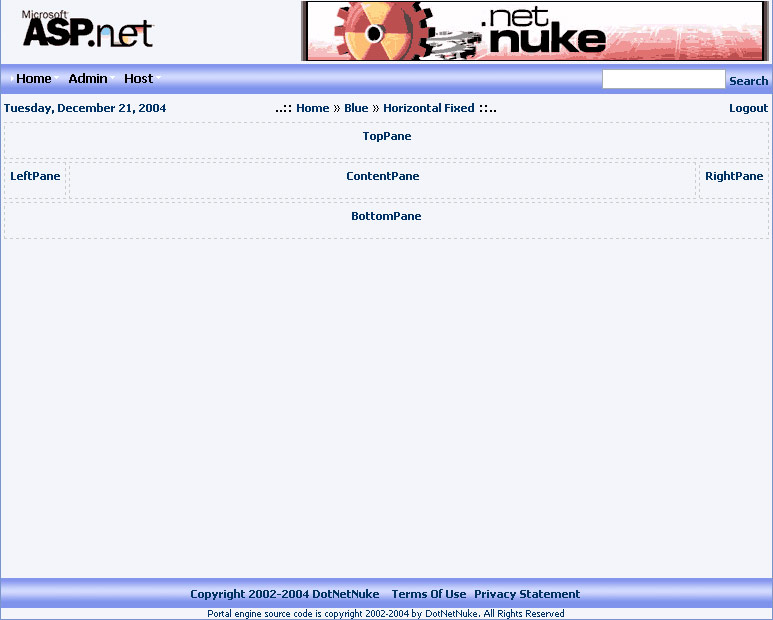 Microsoft
ASP.net
.net
nuke
Home Admin Host
Search
Tuesday, December 21, 2004 ..:: Home » Blue » Horizontal Fixed ::.. Logout
TopPane
LeftPane ContentPane RightPane
BottomPane
Copyright 2002-2004 DotNetNuke Terms Of Use Privacy Statement
Portal engine source code is copyright 2002-2004 by DotNetNuke. All Rights Reserved